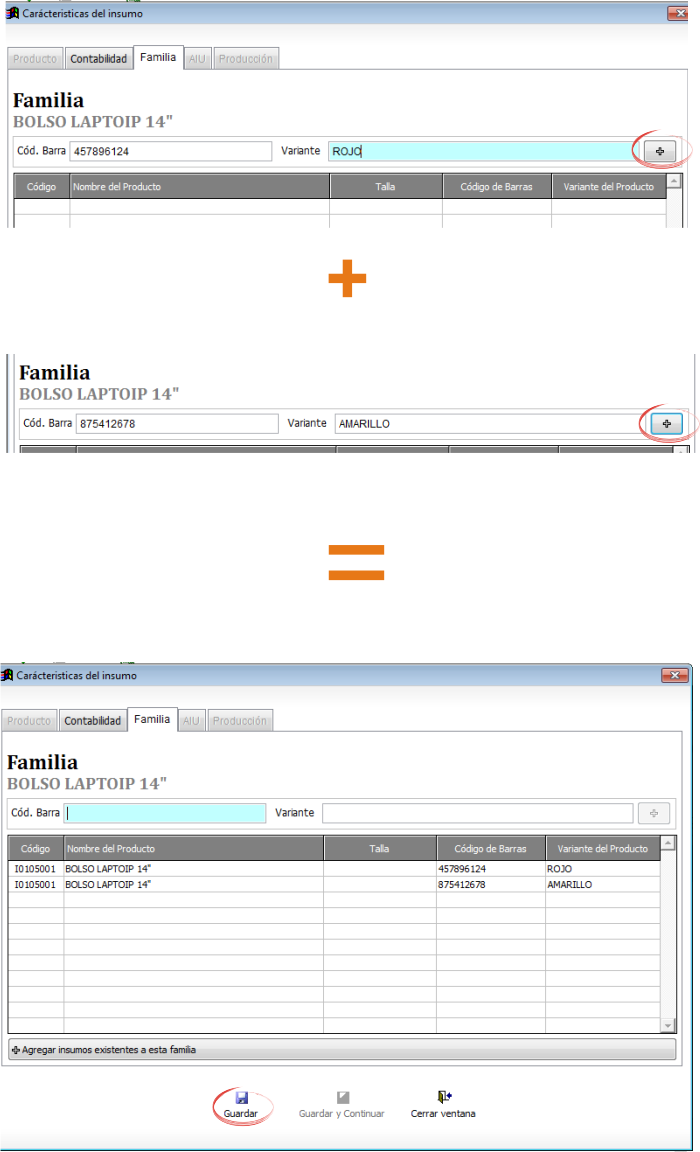 Carácteristicas del insumo
Producto Contabilidad Familia AIU Producción
Familia
BOLSO LAPTOIP 14"
Cód. Barra 457896124 Variante ROJO
Código Nombre del Producto Talla Código de Barras Variante del Producto
+
Familia
BOLSO LAPTOIP 14"
Cód. Barra 875412678 Variante AMARILLO
=
Carácteristicas del insumo
Producto Contabilidad Familia AIU Producción
Familia
BOLSO LAPTOIP 14"
Cód. Barra Variante
Código Nombre del Producto Talla Código de Barras Variante del Producto
I0105001 BOLSO LAPTOIP 14" 457896124 ROJO
I0105001 BOLSO LAPTOIP 14" 875412678 AMARILLO
Agregar insumos existentes a esta familia
Guardar Guardar y Continuar Cerrar ventana